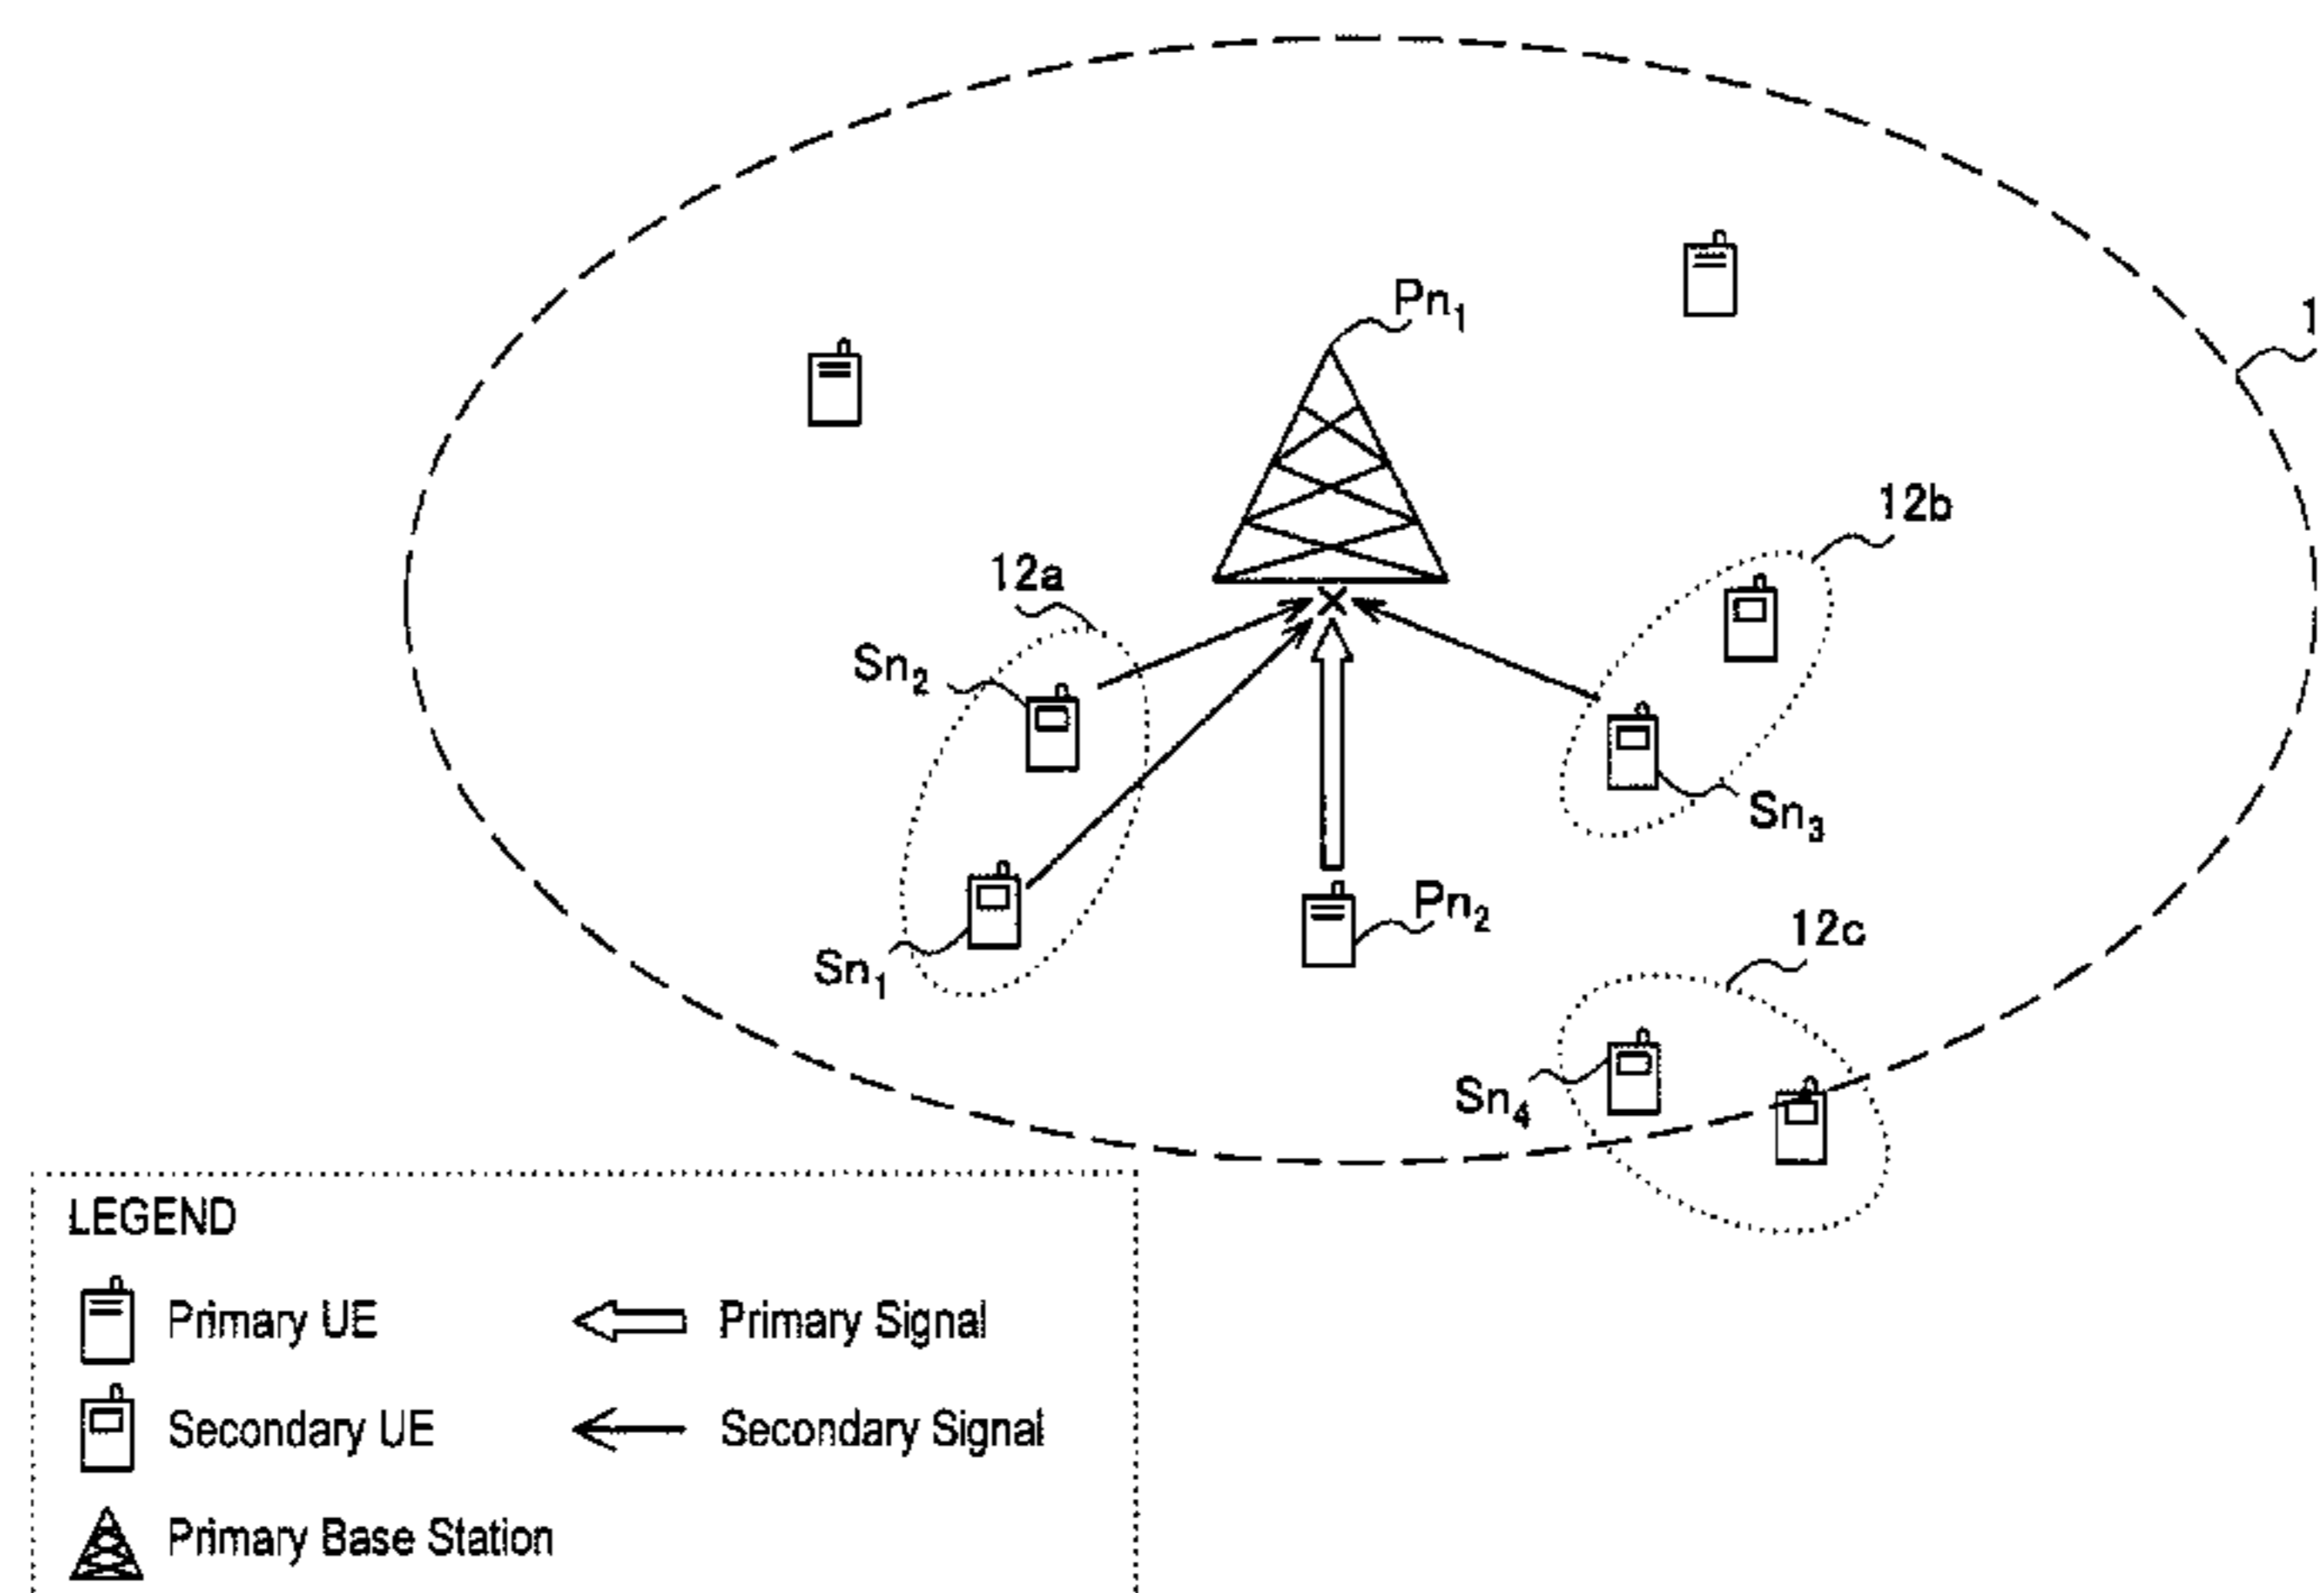 Pn₁
1
12b
12a
Sn₂
Sn₃
Pn₂
12c
Sn₁
Sn₄
LEGEND
Primary UE
Primary Signal
Secondary UE
Secondary Signal
Primary Base Station